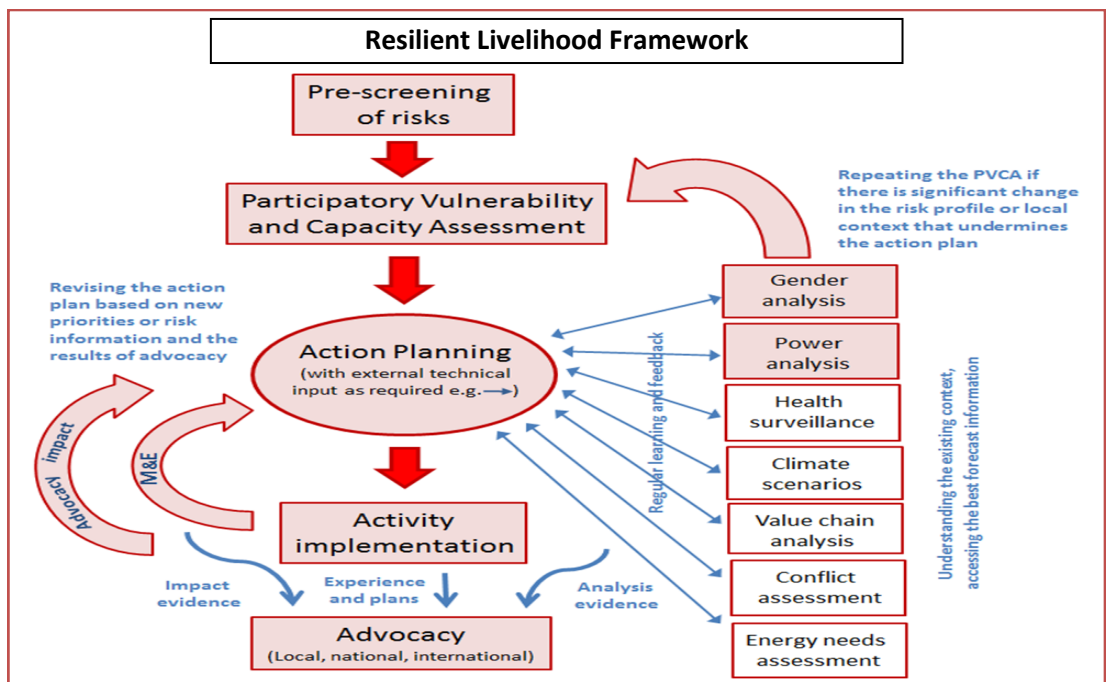 Resilient Livelihood Framework
Pre-screening
of risks
Participatory Vulnerability
and Capacity Assessment
Repeating the PVCA if
there is significant change
in the risk profile or local
context that undermines
the action plan
Revising the action
plan based on new
priorities or risk
information and the
results of advocacy
Action Planning
(with external technical
input as required e.g. → )
Gender
analysis
Power
analysis
Health
surveillance
Climate
scenarios
Value chain
analysis
Conflict
assessment
Energy needs
assessment
Regular learning and feedback
Understanding the existing context,
accessing the best forecast information
Advocacy impact
M&E
Activity
implementation
Impact
evidence
Experience
and plans
Analysis
evidence
Advocacy
(Local, national, international)